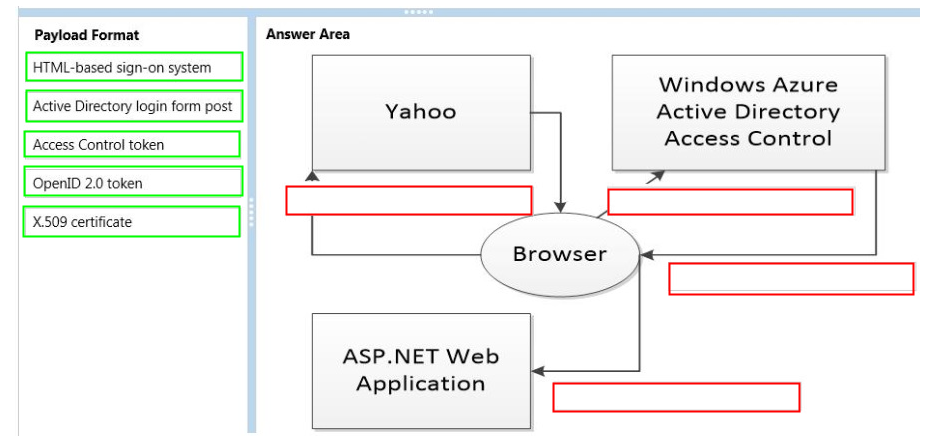 Payload Format
HTML-based sign-on system
Active Directory login form post
Access Control token
OpenID 2.0 token
X.509 certificate
Answer Area
Yahoo
Windows Azure
Active Directory
Access Control
Browser
ASP.NET Web
Application